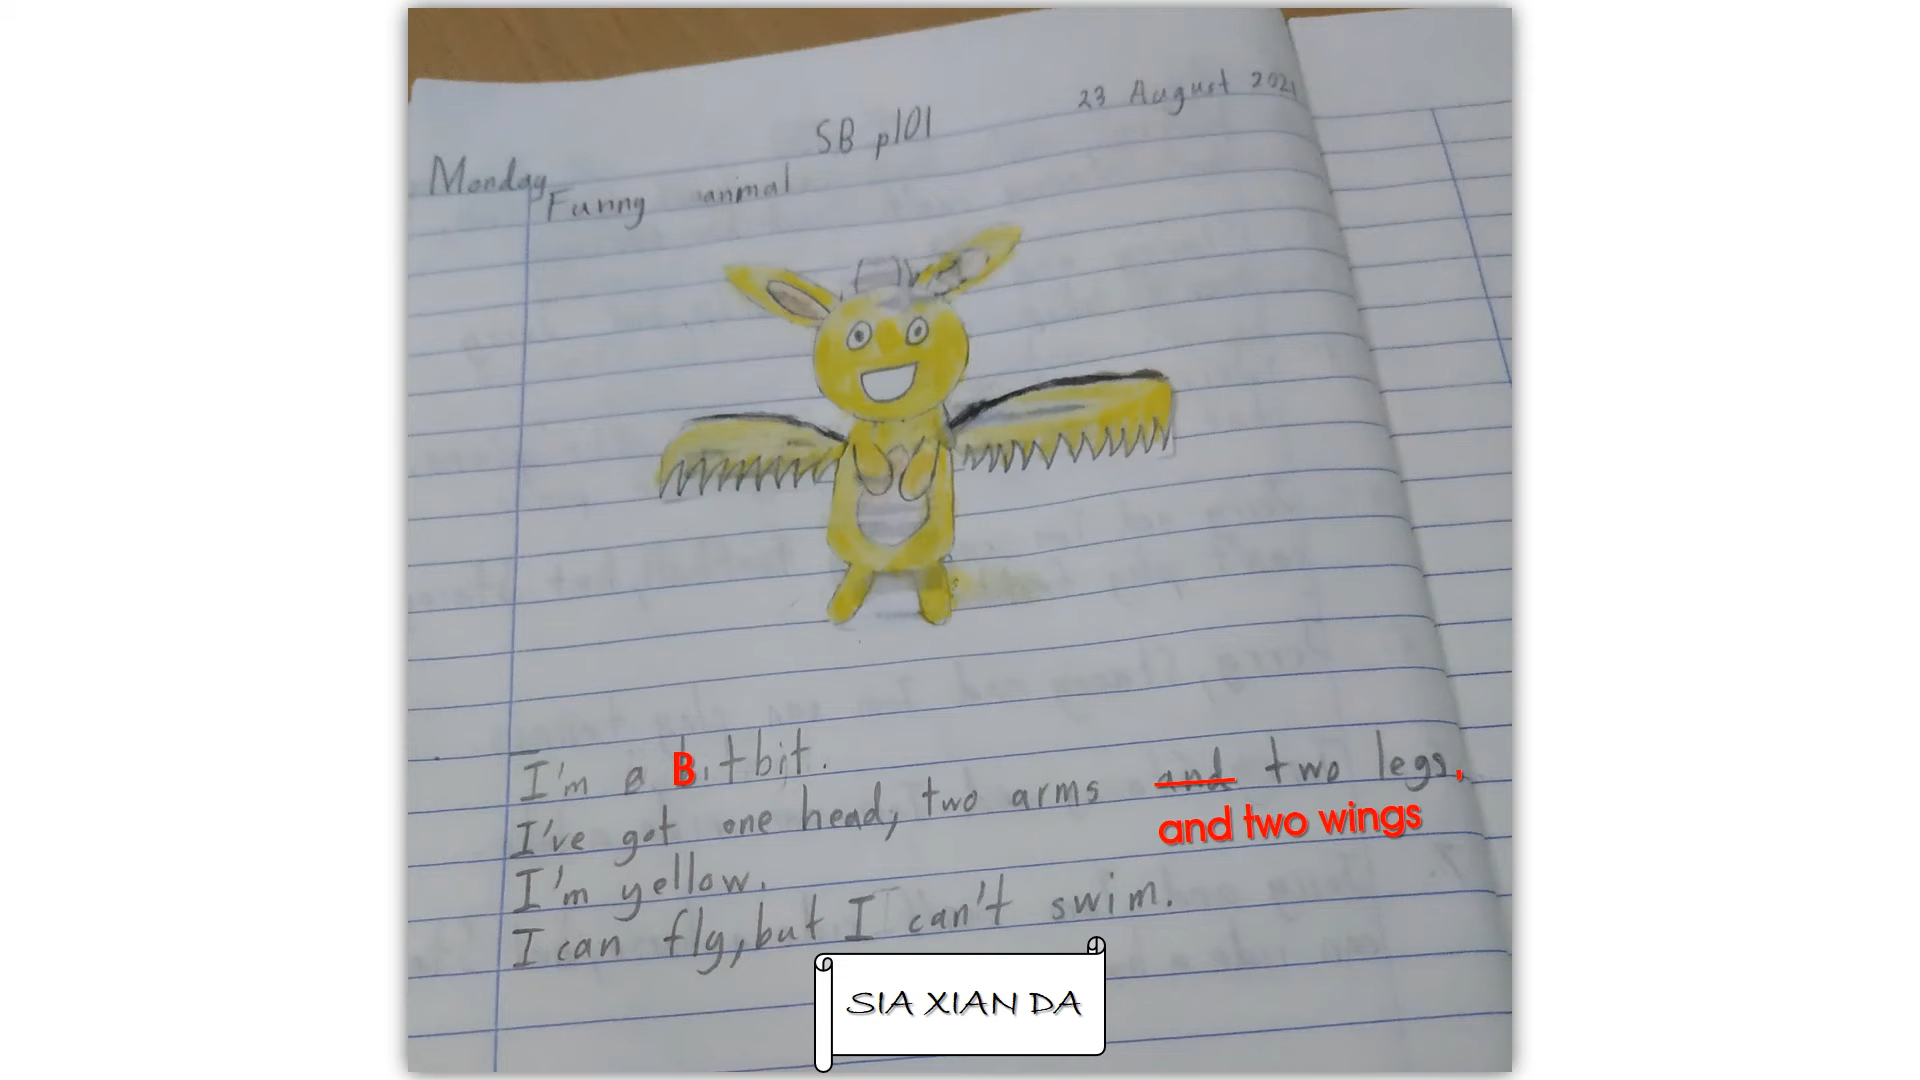 23 August 2021
SB p101
Monday
Funny anmal
I'm a Bitbit.
I've got one head, two arms and two legs,
and two wings
I'm yellow.
I can fly, but I can't swim.
SIA XIAN DA